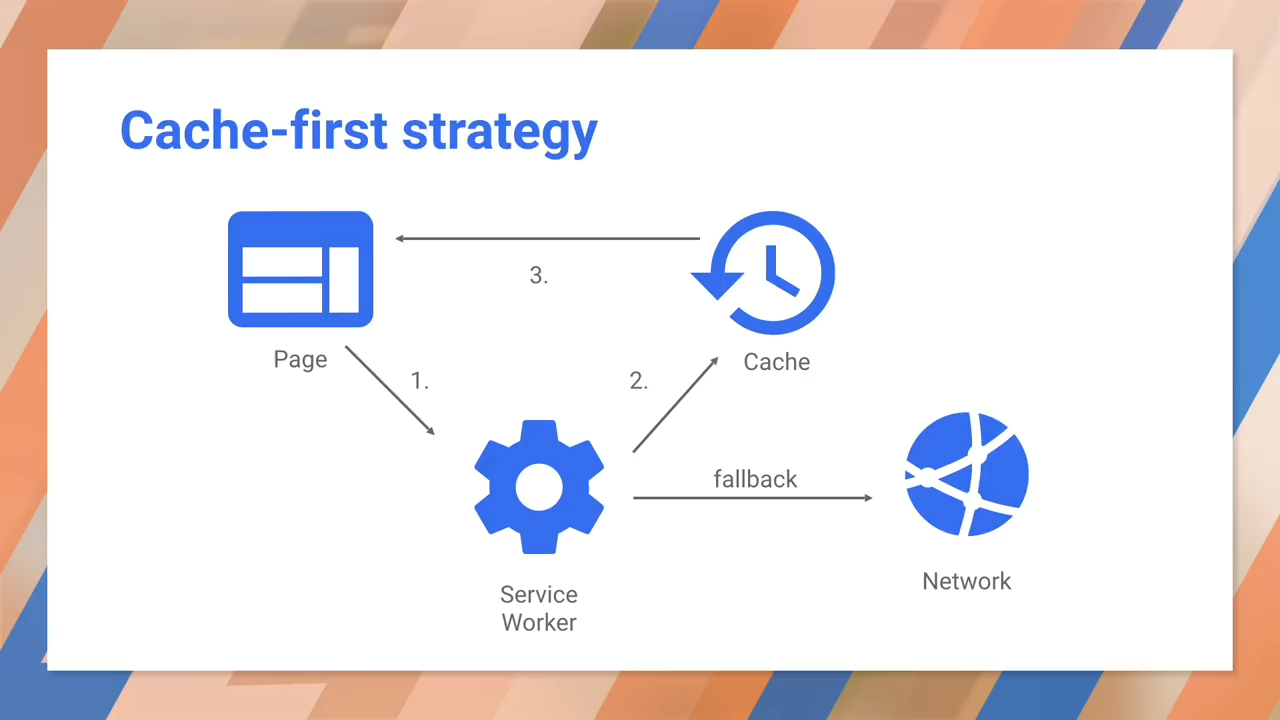 Cache-first strategy
3.
Page
1.
2.
Cache
fallback
Network
Service
Worker